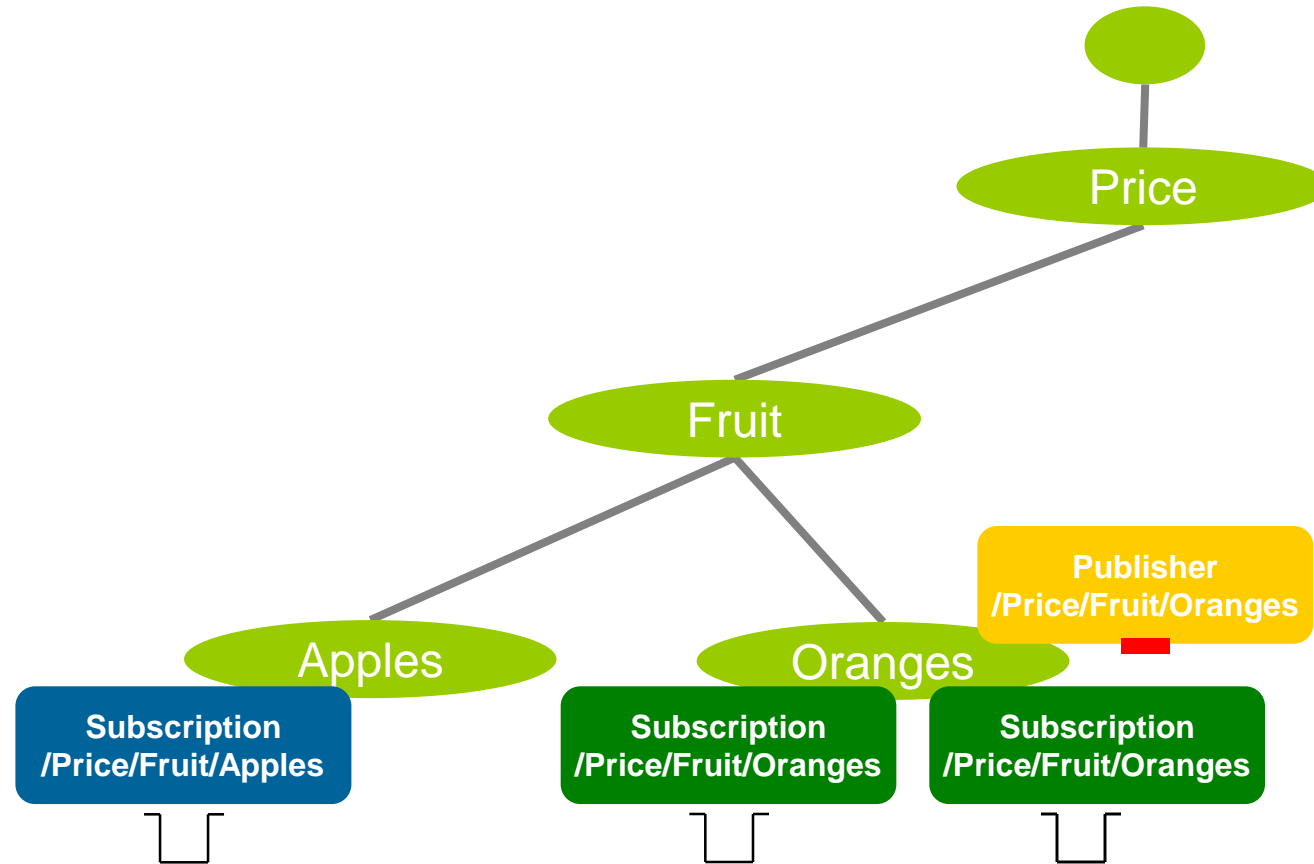 Price
Fruit
Publisher
/Price/Fruit/Oranges
Apples
Oranges
Subscription
/Price/Fruit/Apples
Subscription
/Price/Fruit/Oranges
Subscription
/Price/Fruit/Oranges